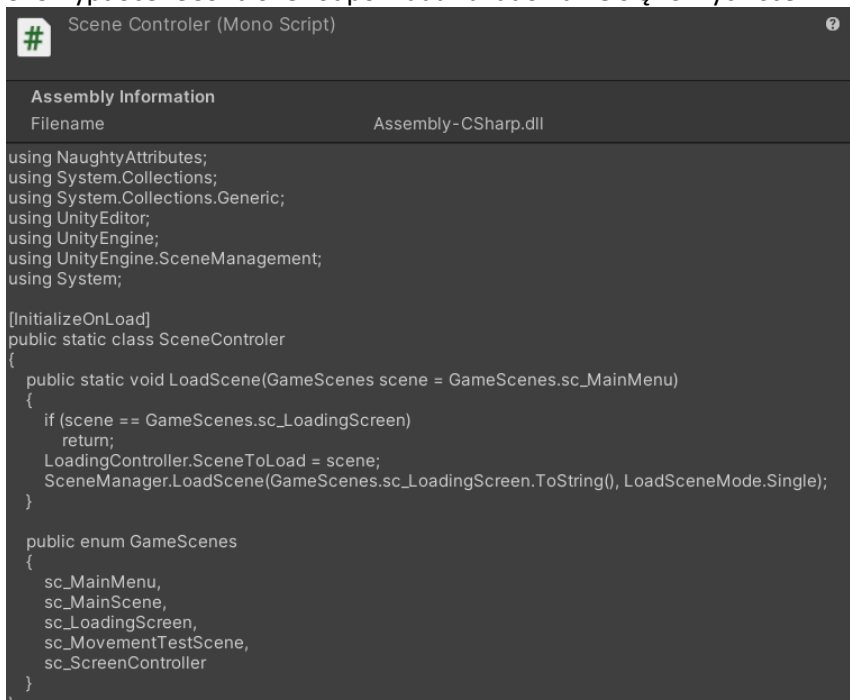 Scene Controler (Mono Script)
#
Assembly Information
Filename Assembly-CSharp.dll
using NaughtyAttributes;
using System.Collections;
using System.Collections.Generic;
using UnityEditor;
using UnityEngine;
using UnityEngine.SceneManagement;
using System;
[InitializeOnLoad]
public static class SceneControler
{
public static void LoadScene(GameScenes scene = GameScenes.sc_MainMenu)
{
if (scene == GameScenes.sc_LoadingScreen)
return;
LoadingController.SceneToLoad = scene;
SceneManager.LoadScene(GameScenes.sc_LoadingScreen.ToString(), LoadSceneMode.Single);
}
public enum GameScenes
{
sc_MainMenu,
sc_MainScene,
sc_LoadingScreen,
sc_MovementTestScene,
sc_ScreenController
}